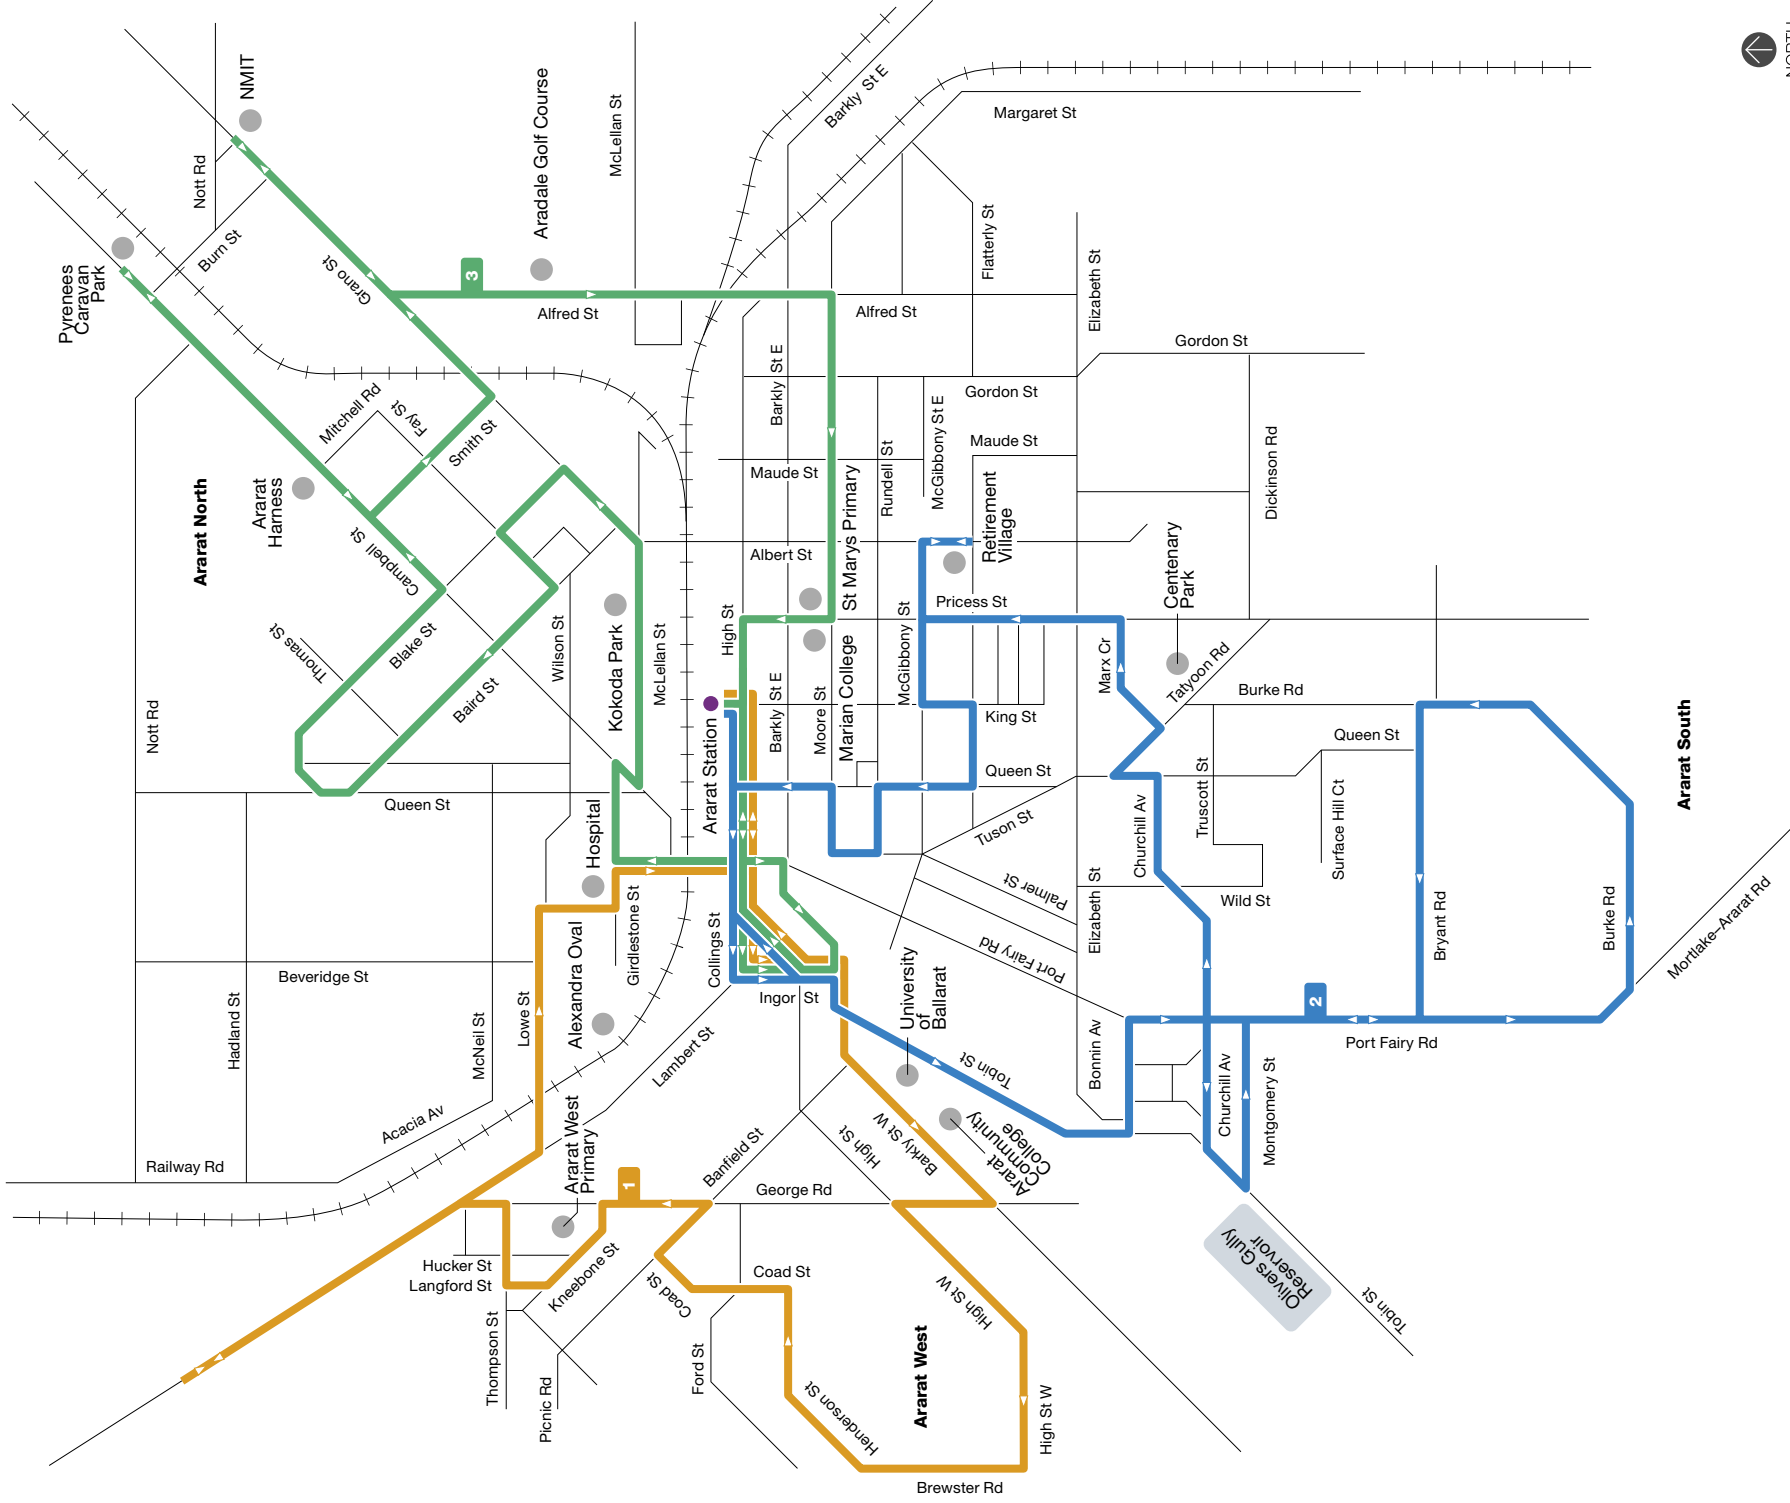 NORTH
NMIT
Nott Rd
Burn St
Pyrenees
Caravan
Park
Grano St
3
Aradale Golf Course
McLellan St
Alfred St
Barkly St E
Margaret St
Flatterly St
Elizabeth St
Alfred St
Gordon St
Gordon St
Barkly St E
Mitchell Rd
Fay St
Smith St
Maude St
Maude St
Rundell St
McGibbony St E
Dickinson Rd
Ararat
Harness
Ararat North
Campbell St
Albert St
St Marys Primary
Retirement
Village
Centenary
Park
Thomas St
Blake St
Wilson St
Kokoda Park
McLellan St
High St
Pricess St
McGibbony St
Marx Cr
Tatyoon Rd
Burke Rd
Nott Rd
Baird St
Ararat Station
Barkly St E
Moore St
Marian College
King St
Queen St
Queen St
Ararat South
Queen St
Hospital
Tuson St
Churchill Av
Truscott St
Surface Hill Ct
Palmer St
Elizabeth St
Wild St
Girdlestone St
Alexandra Oval
Collings St
Port Fairy Rd
Bryant Rd
Burke Rd
Mortlake–Ararat Rd
Beveridge St
Hadland St
McNeil St
Lowe St
Ingor St
University
of
Ballarat
2
Port Fairy Rd
Lambert St
Tobin St
Bonnin Av
Churchill Av
Montgomery St
Acacia Av
Railway Rd
Ararat West
Primary
1
Banfield St
George Rd
High St
Barkly St W
Ararat
Community
College
Hucker St
Langford St
Kneebone St
Coad St
Coad St
High St W
Olivers Gully
Reservoir
Tobin St
Thompson St
Picnic Rd
Ford St
Henderson St
Ararat West
High St W
Brewster Rd